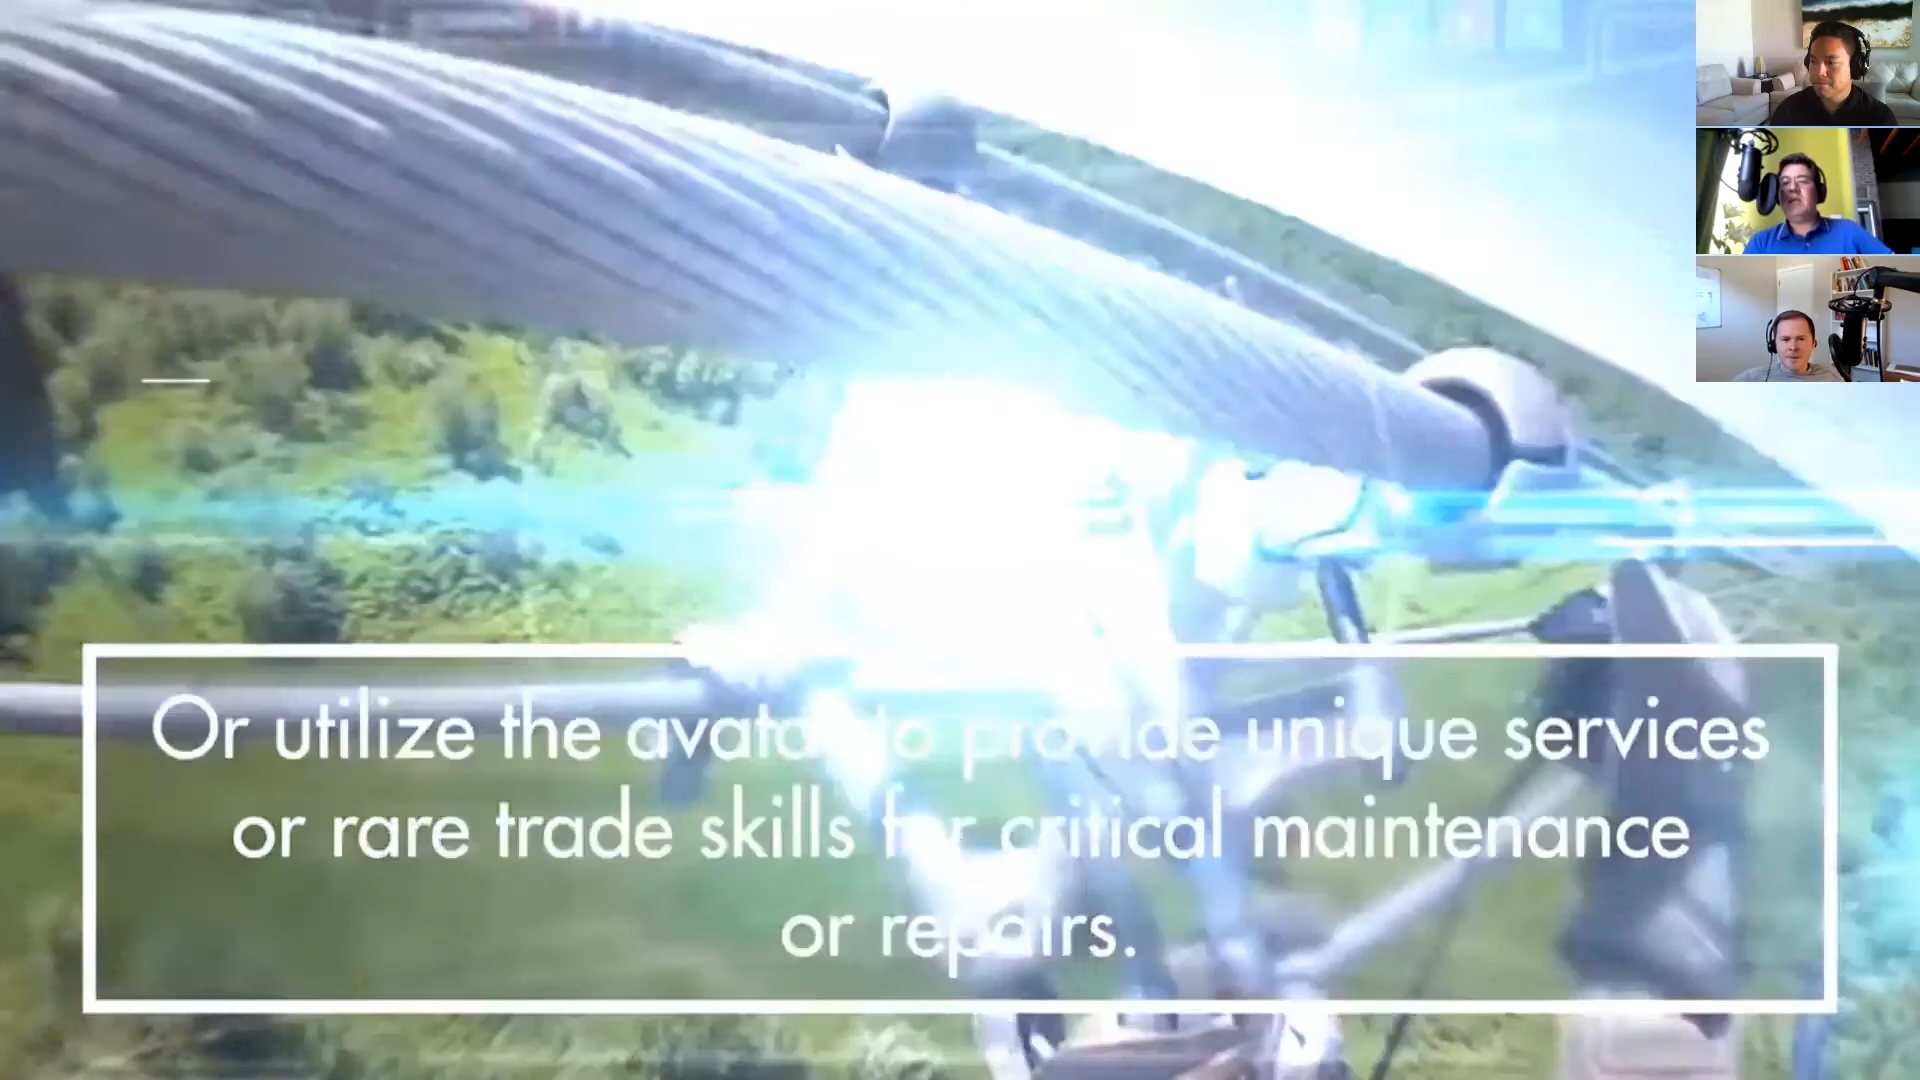 Or utilize the avatar to provide unique services
or rare trade skills for critical maintenance
or repairs.